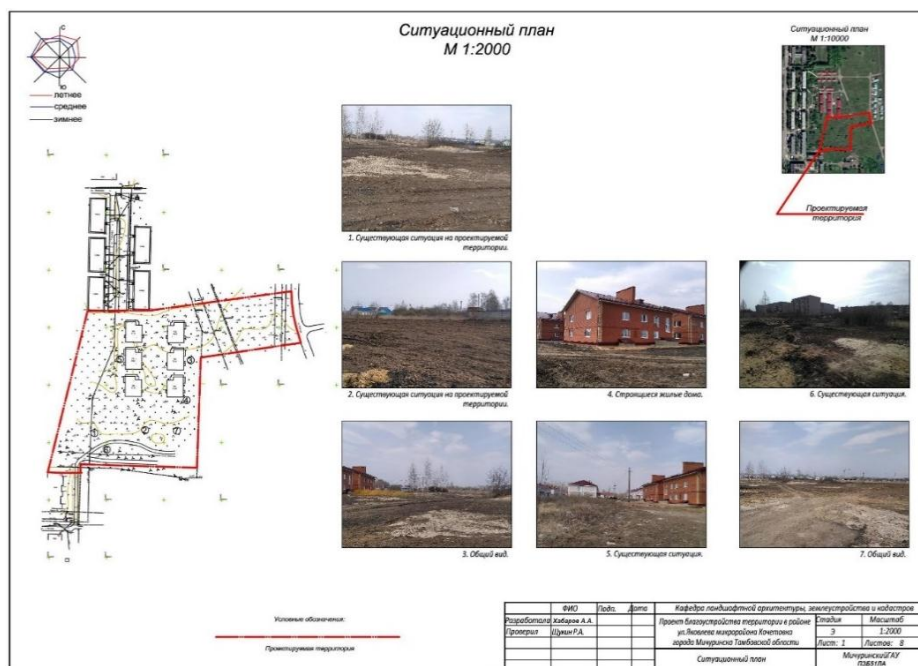 Ситуационный план
М 1:2000
С
Ю
летнее
среднее
зимнее
Ситуационный план
М 1:10000
Проектируемая
территория
1. Существующая ситуация на проектируемой
территории.
2. Существующая ситуация на проектируемой
территории.
4. Строящиеся жилые дома.
6. Существующая ситуация.
3. Общий вид.
5. Существующая ситуация.
7. Общий вид.
Условные обозначения:
Проектируемая территория
ФИО Подп. Дата
Кафедра ландшафтной архитектуры, землеустройства и кадастров
Разработала Хабаров А.А.
Проверил Щукин Р.А.
Проект благоустройства территории в районе
ул.Яковлева микрорайона Кочетовка
города Мичуринска Тамбовской области
Стадия Масштаб
Э 1:2000
Лист: 1 Листов: 8
Ситуационный план
МичуринскийГАУ